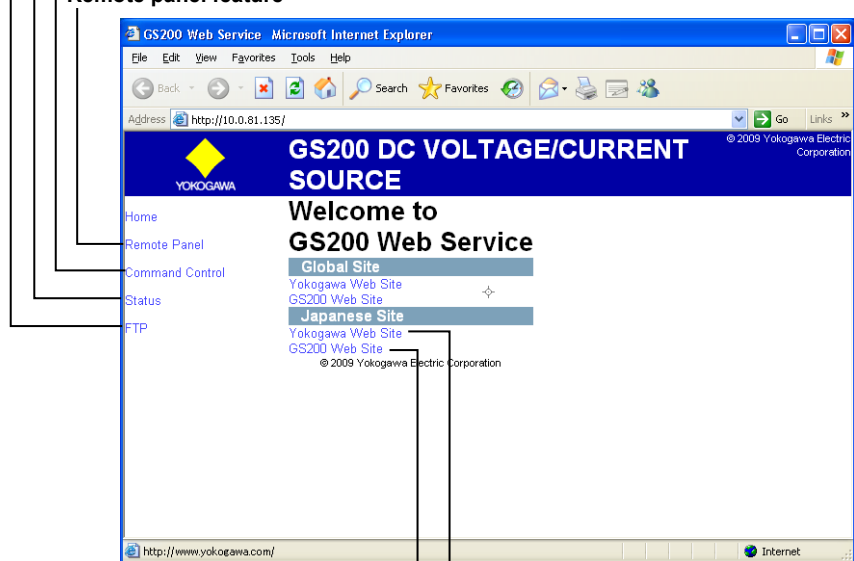 Remote panel feature
GS200 Web Service Microsoft Internet Explorer
File Edit View Favorites Tools Help
Back Search Favorites
Address http://10.0.81.135/ Go Links »
YOKOGAWA
GS200 DC VOLTAGE/CURRENT
SOURCE
© 2009 Yokogawa Electric
Corporation
Home
Remote Panel
Command Control
Status
FTP
Welcome to
GS200 Web Service
Global Site
Yokogawa Web Site
GS200 Web Site
Japanese Site
Yokogawa Web Site
GS200 Web Site
© 2009 Yokogawa Electric Corporation
http://www.yokogawa.com/ Internet